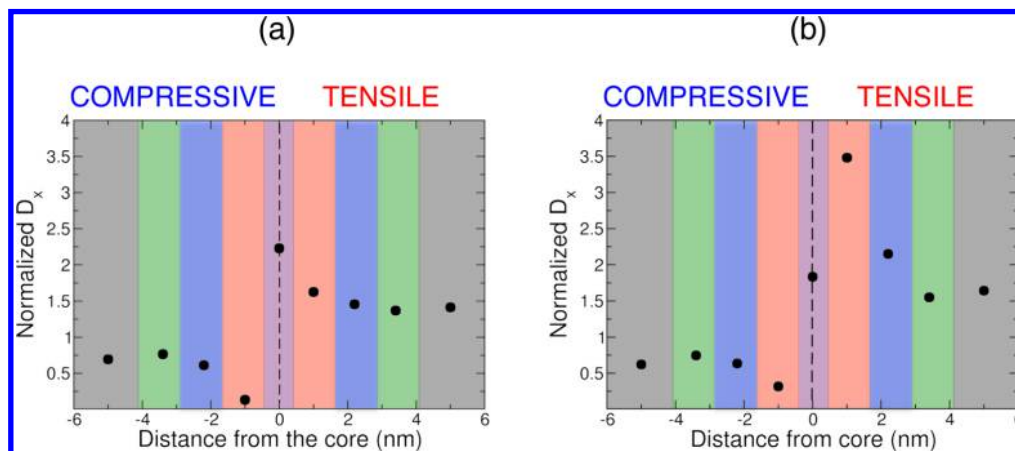 (a)
COMPRESSIVE TENSILE
4
3.5
3
2.5
2
1.5
1
0.5
Normalized Dx
-6 -4 -2 0 2 4 6
Distance from the core (nm)
(b)
COMPRESSIVE TENSILE
4
3.5
3
2.5
2
1.5
1
0.5
Normalized Dx
-6 -4 -2 0 2 4 6
Distance from core (nm)